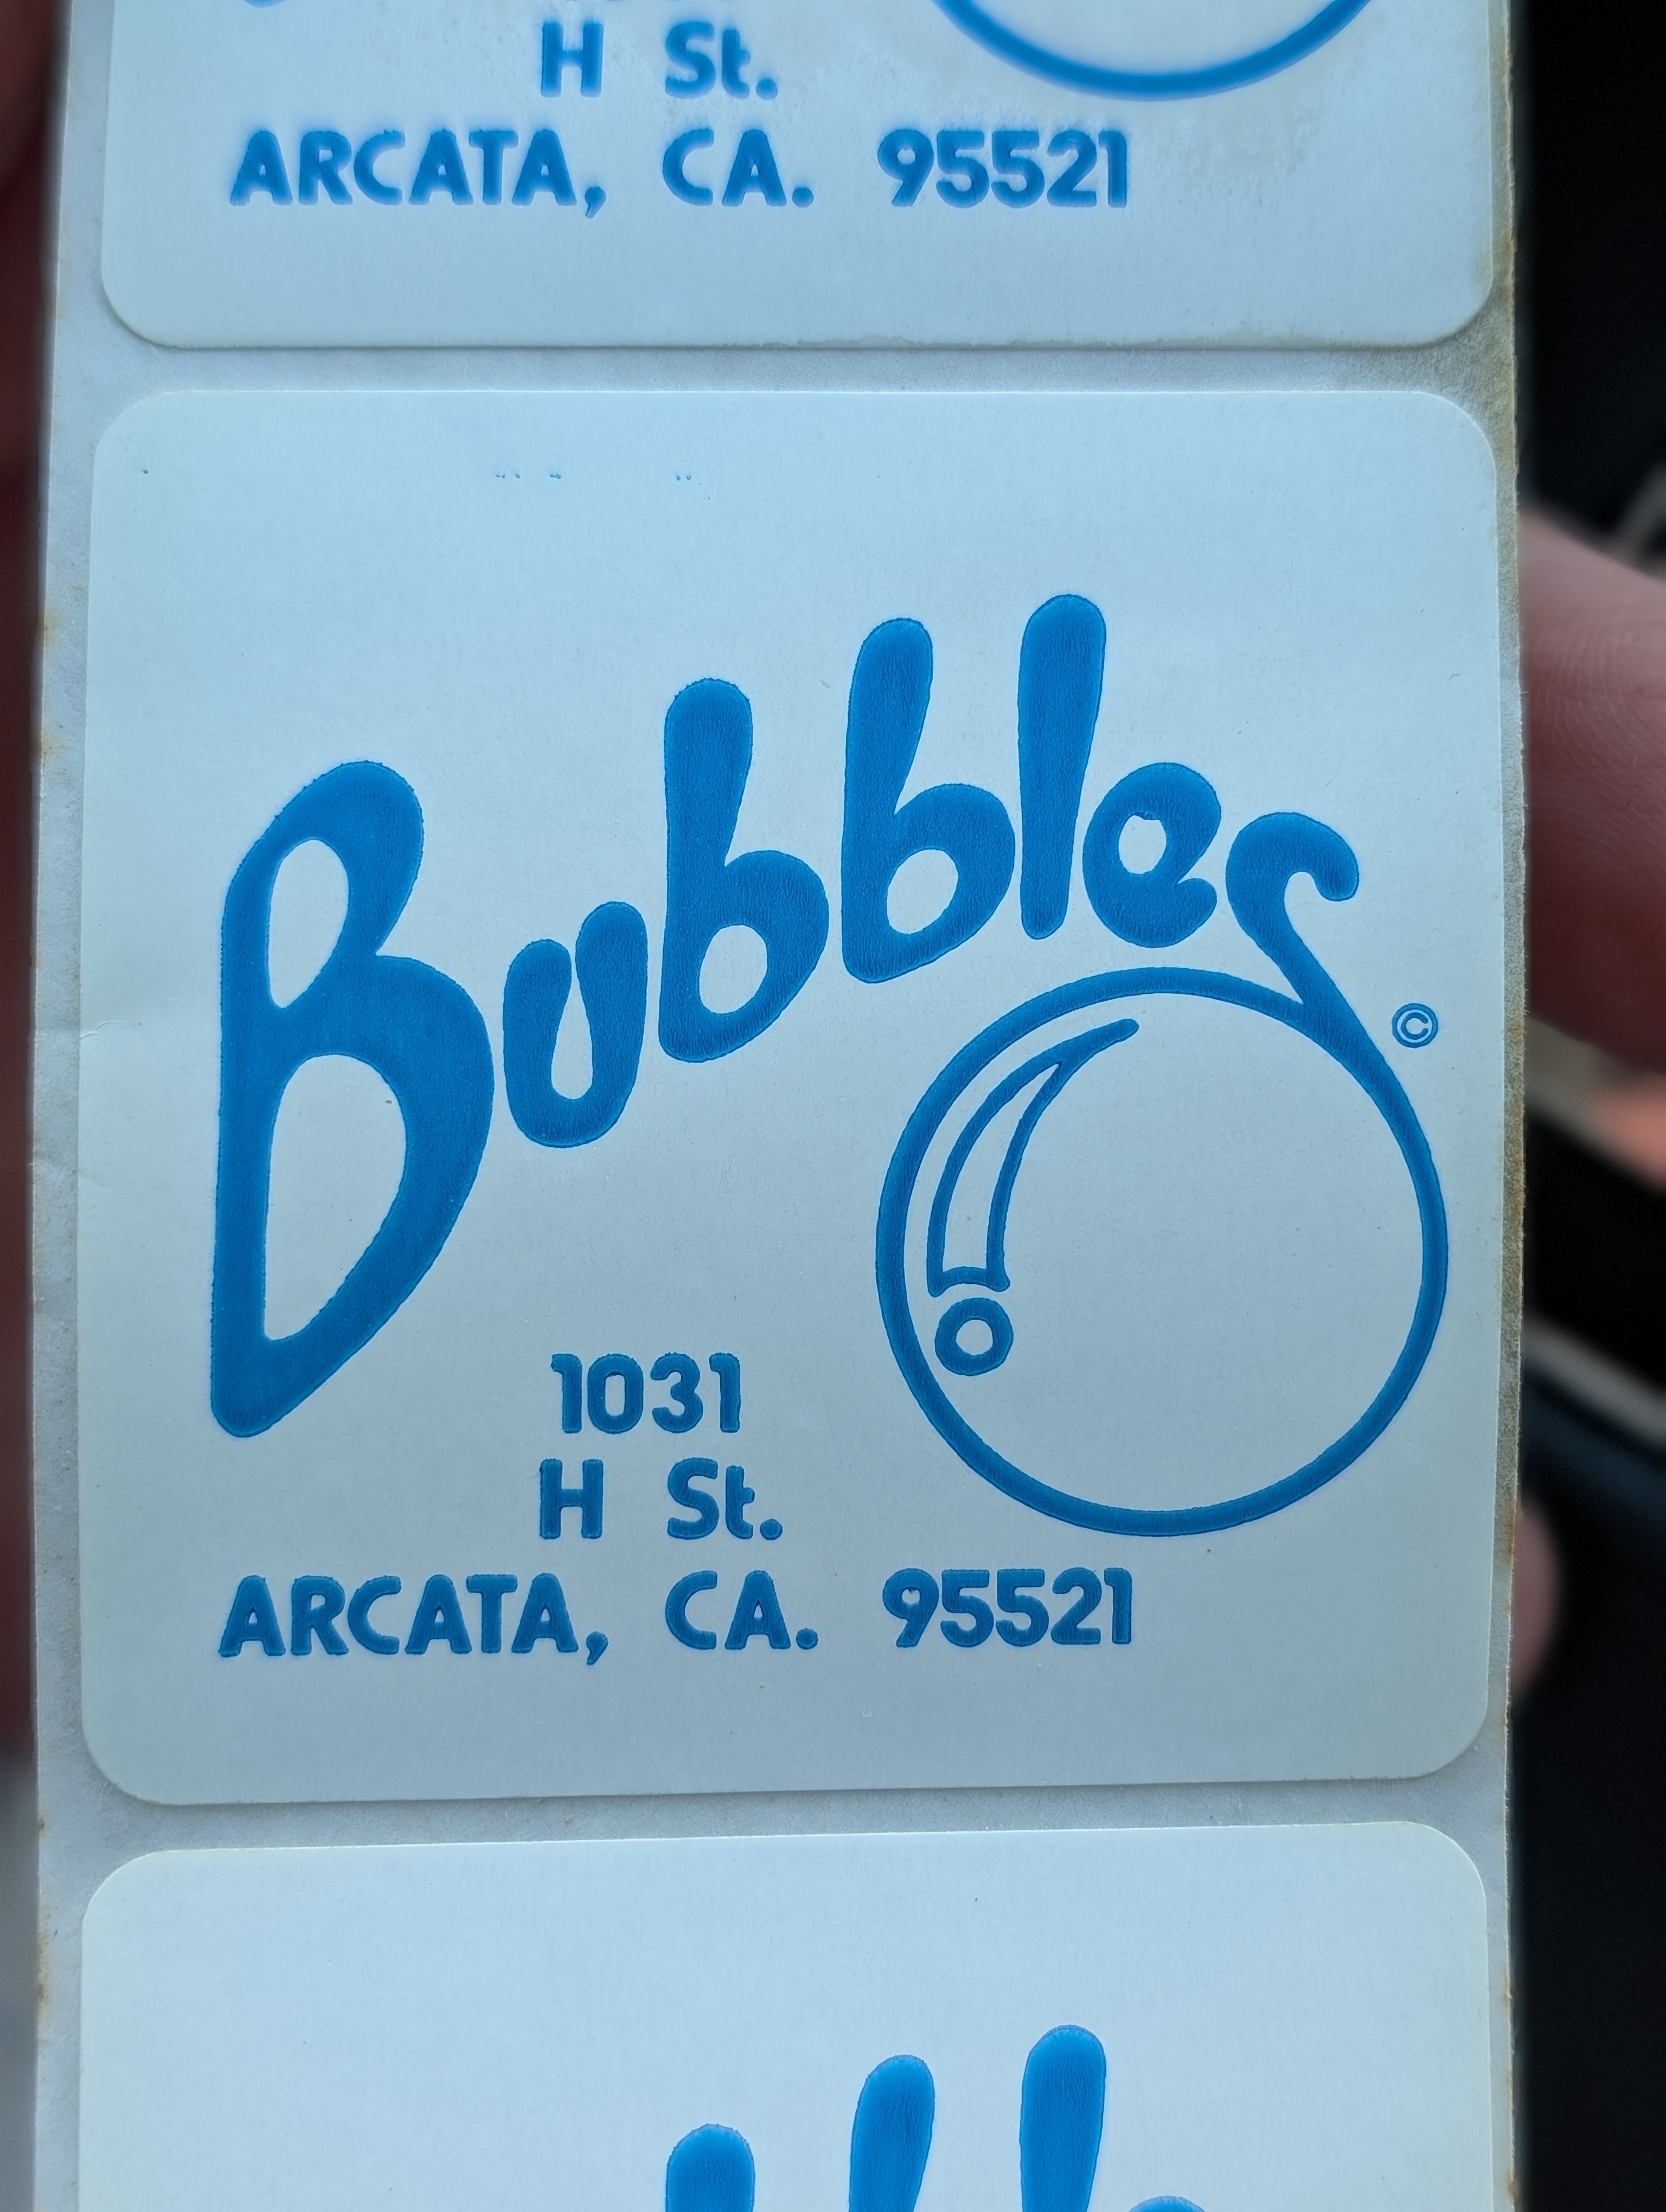 H St.
ARCATA, CA. 95521
Bubbles ©
1031
H St.
ARCATA, CA. 95521